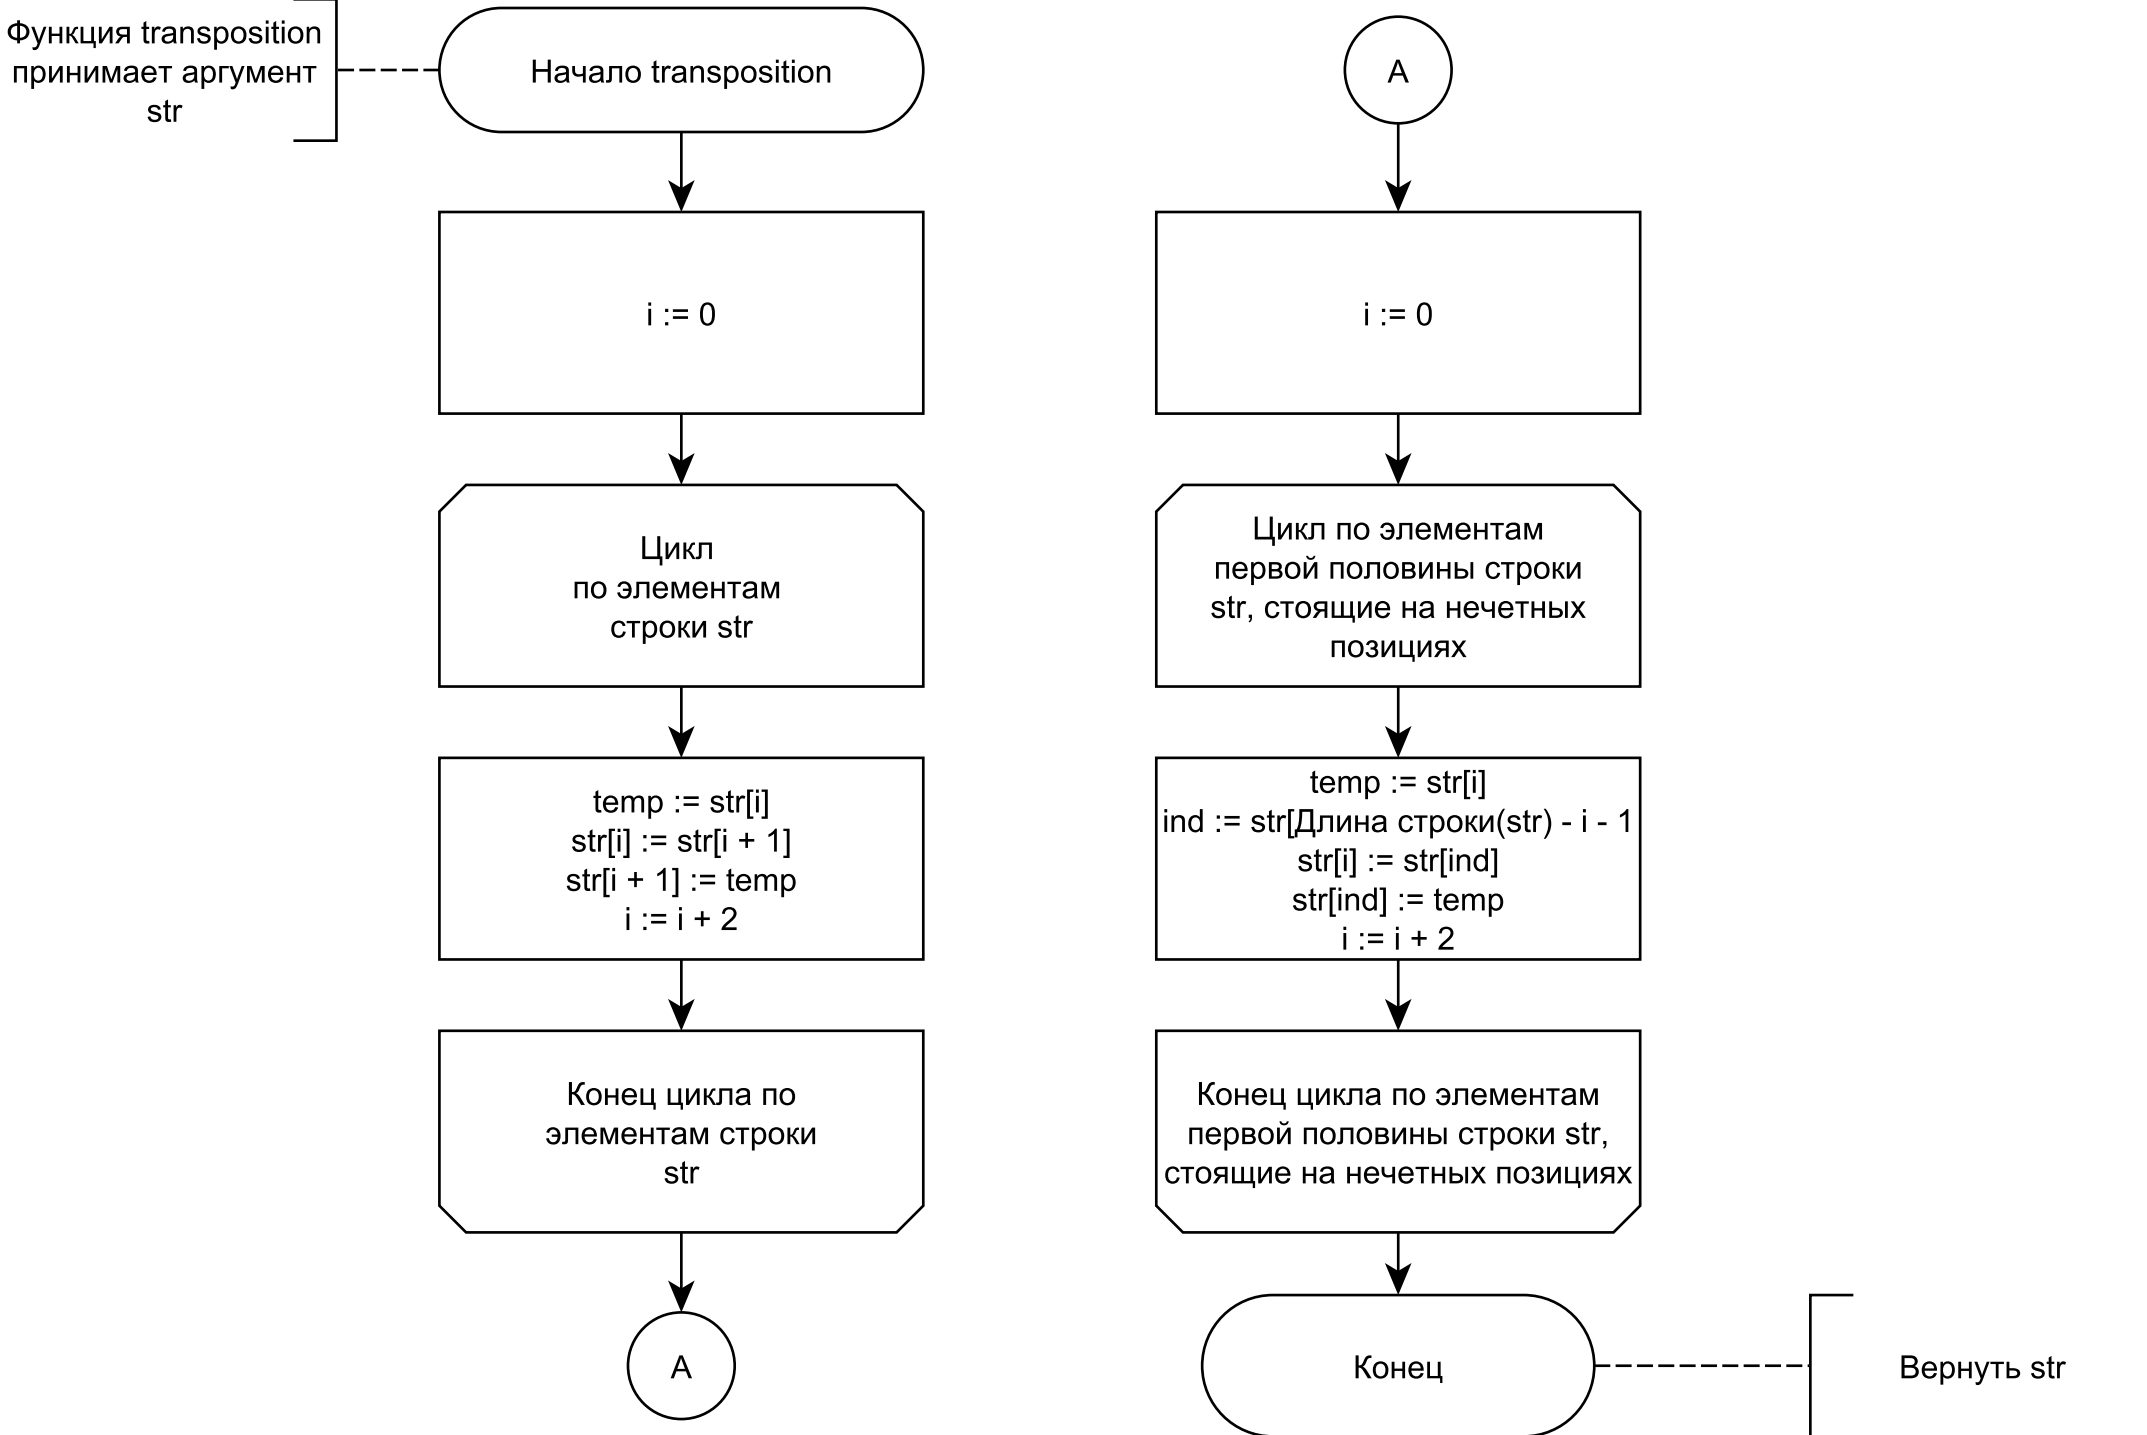 Функция transposition
принимает аргумент
str
Начало transposition
i := 0
Цикл
по элементам
строки str
temp := str[i]
str[i] := str[i + 1]
str[i + 1] := temp
i := i + 2
Конец цикла по
элементам строки
str
А
А
i := 0
Цикл по элементам
первой половины строки
str, стоящие на нечетных
позициях
temp := str[i]
ind := str[Длина строки(str) - i - 1
str[i] := str[ind]
str[ind] := temp
i := i + 2
Конец цикла по элементам
первой половины строки str,
стоящие на нечетных позициях
Конец
Вернуть str